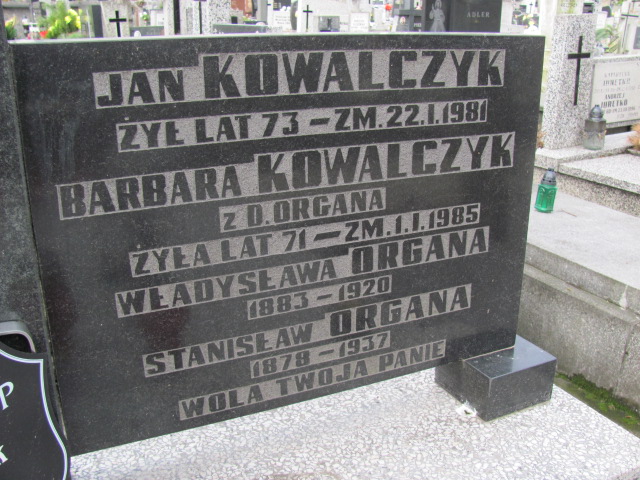 JAN KOWALCZYK
ŻYŁ LAT 73 – ZM. 22.I.1981
BARBARA KOWALCZYK
Z D. ORGANA
ŻYŁA LAT 71 – ZM. 1.I.1985
WŁADYSŁAWA ORGANA
1883 – 1920
STANISŁAW ORGANA
1878 – 1937
WOLA TWOJA PANIE
ADLER